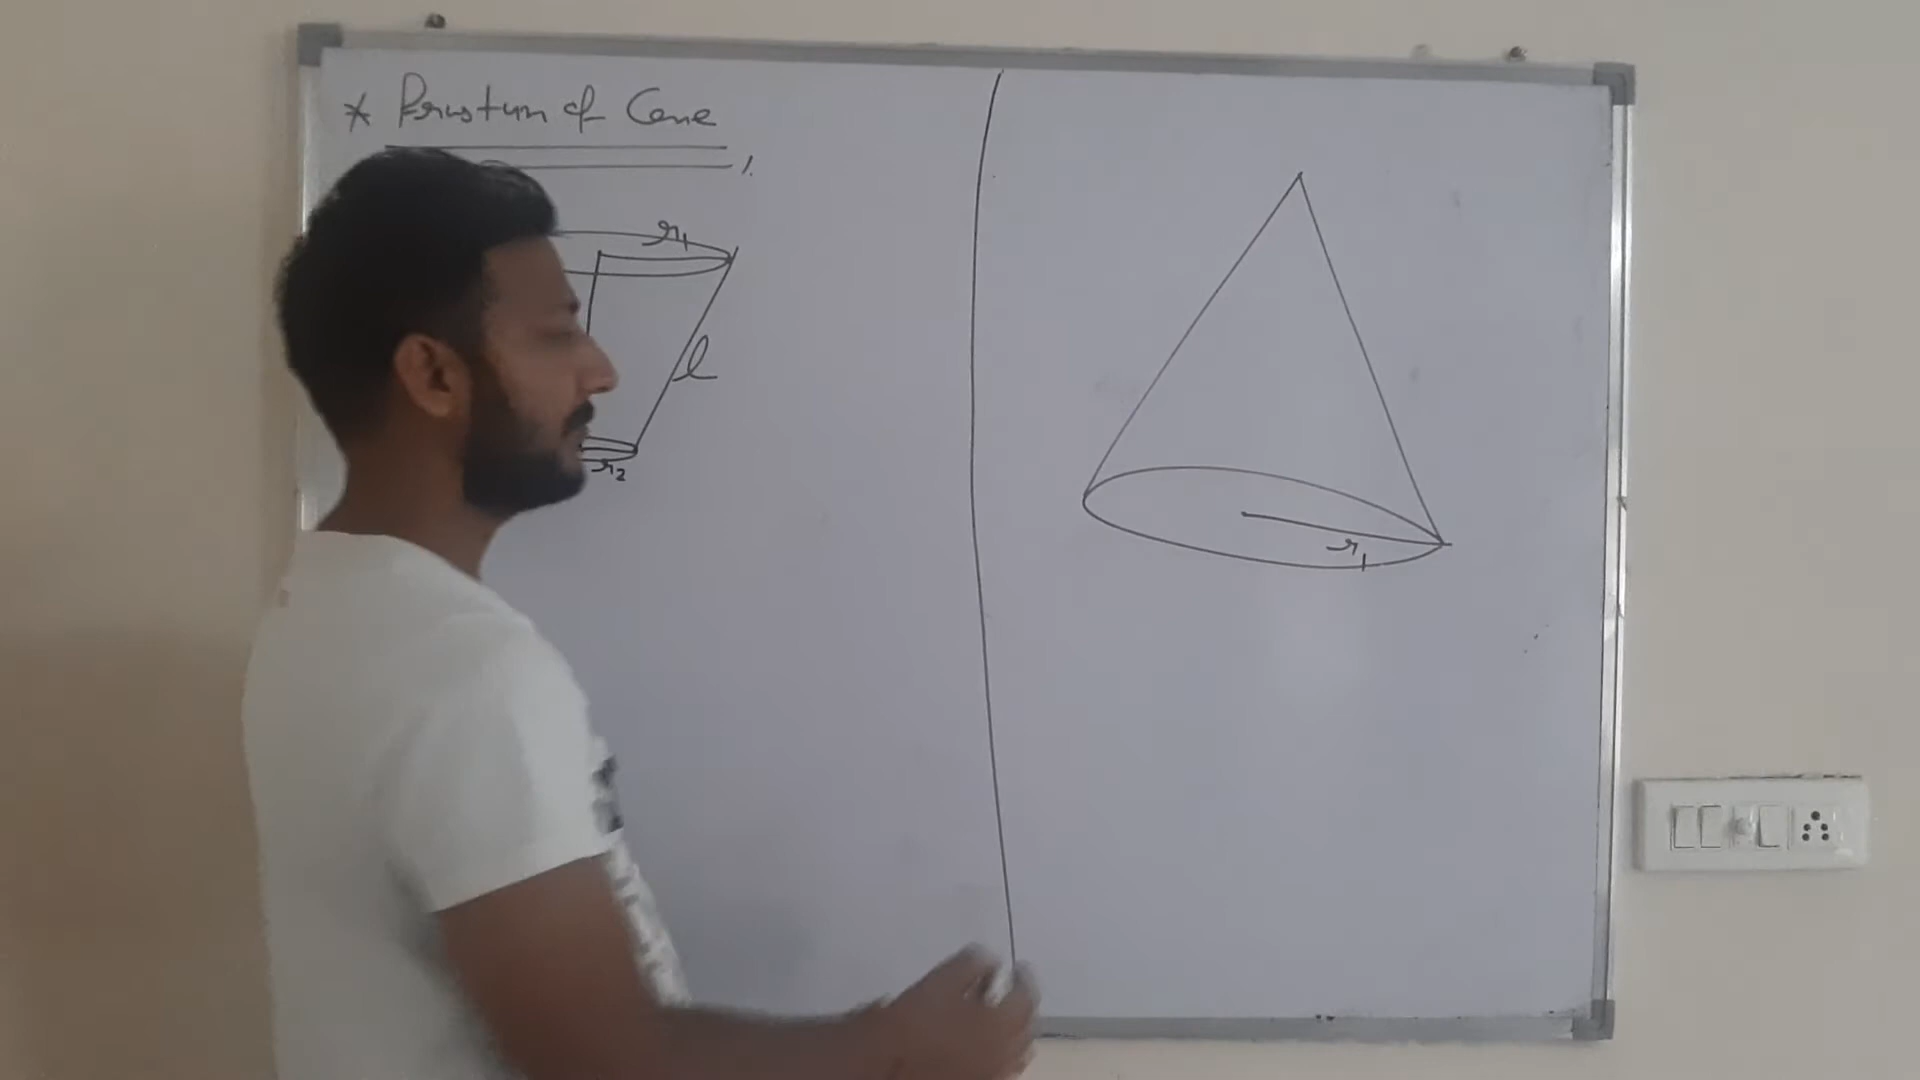 * Frustum of Cone
r₁
l
r₂
r₁